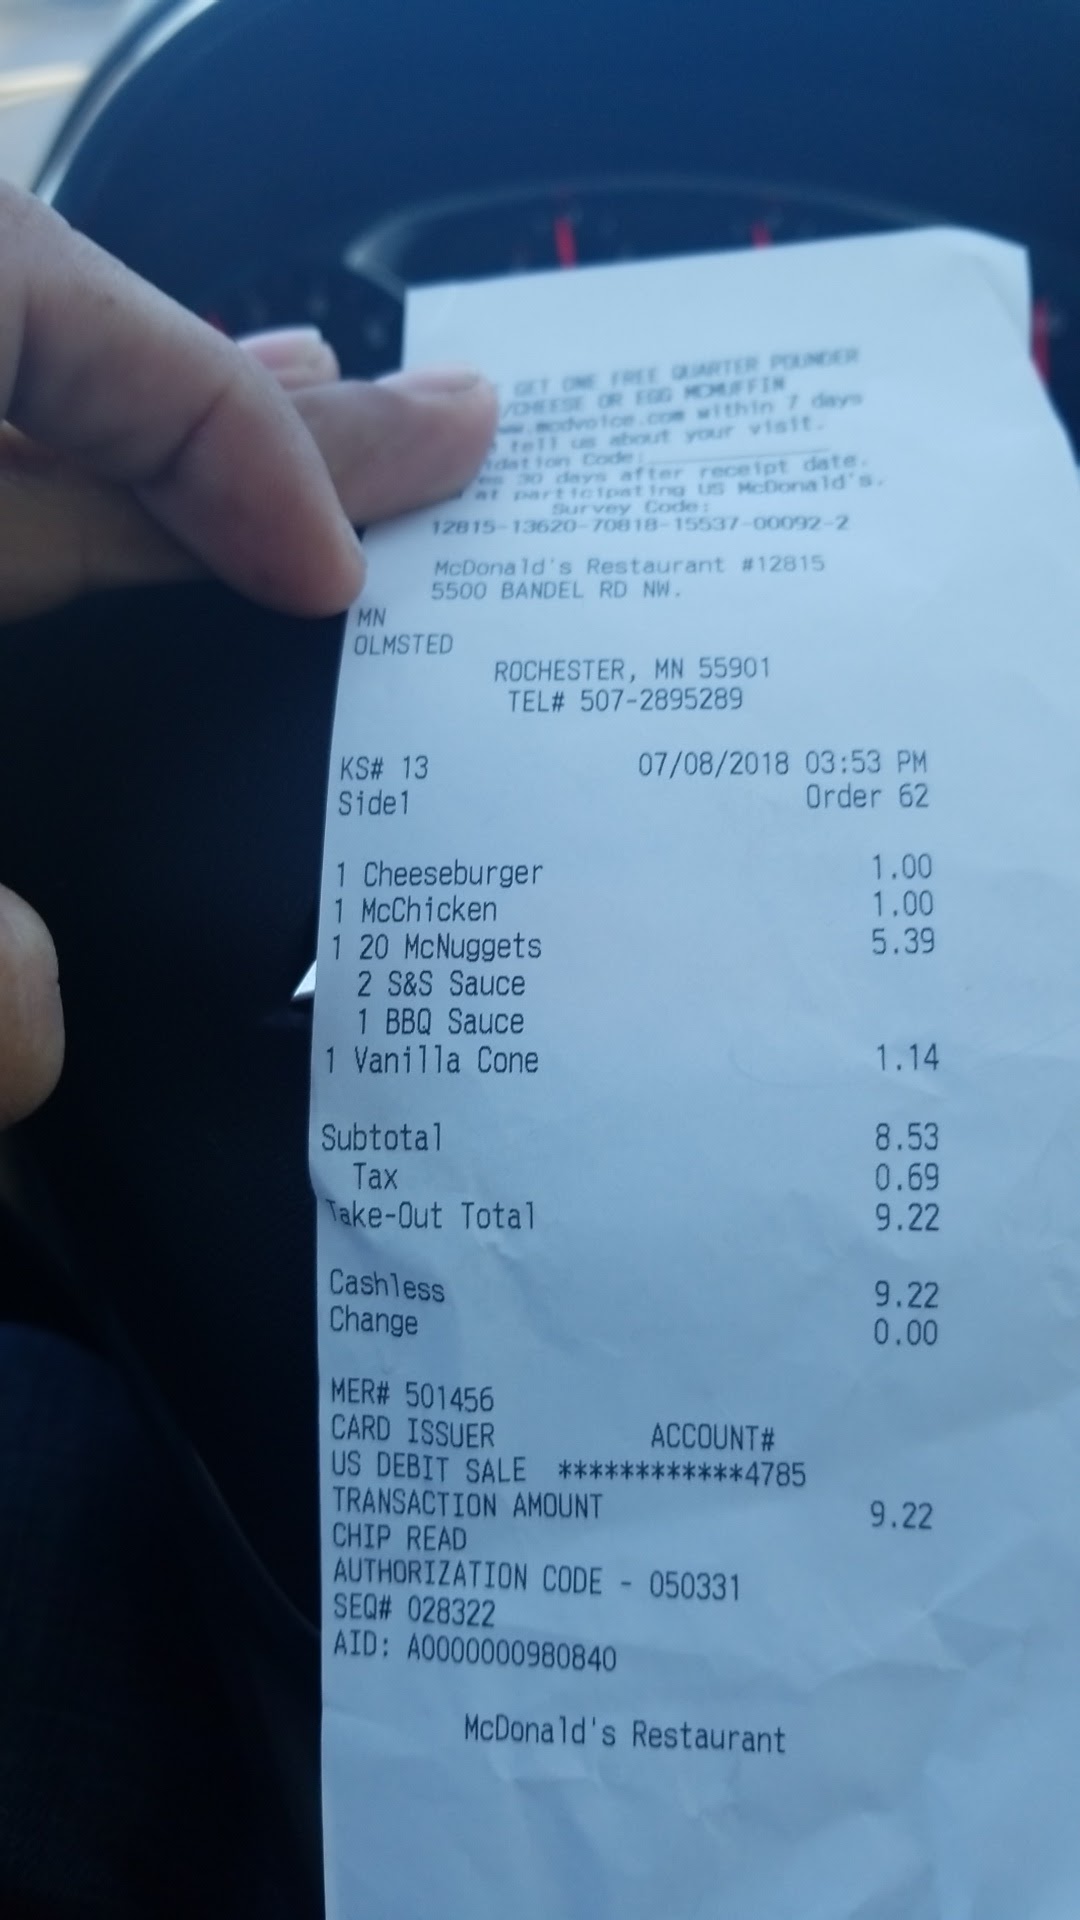 GET ONE FREE QUARTER POUNDER
/CHEESE OR EGG MCMUFFIN
.mcdvoice.com within 7 days
tell us about your visit.
Code:
30 days after receipt date.
at participating US McDonald's.
Survey Code:
12815-13620-70818-15537-00092-2
McDonald's Restaurant #12815
5500 BANDEL RD NW.
MN
OLMSTED
ROCHESTER, MN 55901
TEL# 507-2895289
KS# 13 07/08/2018 03:53 PM
Side1 Order 62
1 Cheeseburger 1.00
1 McChicken 1.00
1 20 McNuggets 5.39
2 S&S Sauce
1 BBQ Sauce
1 Vanilla Cone 1.14
Subtotal 8.53
Tax 0.69
Take-Out Total 9.22
Cashless 9.22
Change 0.00
MER# 501456
CARD ISSUER ACCOUNT#
US DEBIT SALE ************4785
TRANSACTION AMOUNT 9.22
CHIP READ
AUTHORIZATION CODE - 050331
SEQ# 028322
AID: A0000000980840
McDonald's Restaurant